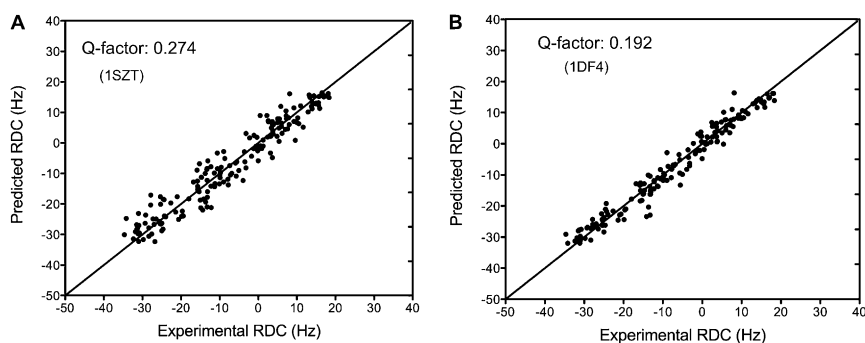 A
Q-factor: 0.274
(1SZT)
Predicted RDC (Hz)
40
30
20
10
0
-10
-20
-30
-40
-50
-50 -40 -30 -20 -10 0 10 20 30 40
Experimental RDC (Hz)
B
Q-factor: 0.192
(1DF4)
Predicted RDC (Hz)
40
30
20
10
0
-10
-20
-30
-40
-50
-50 -40 -30 -20 -10 0 10 20 30 40
Experimental RDC (Hz)